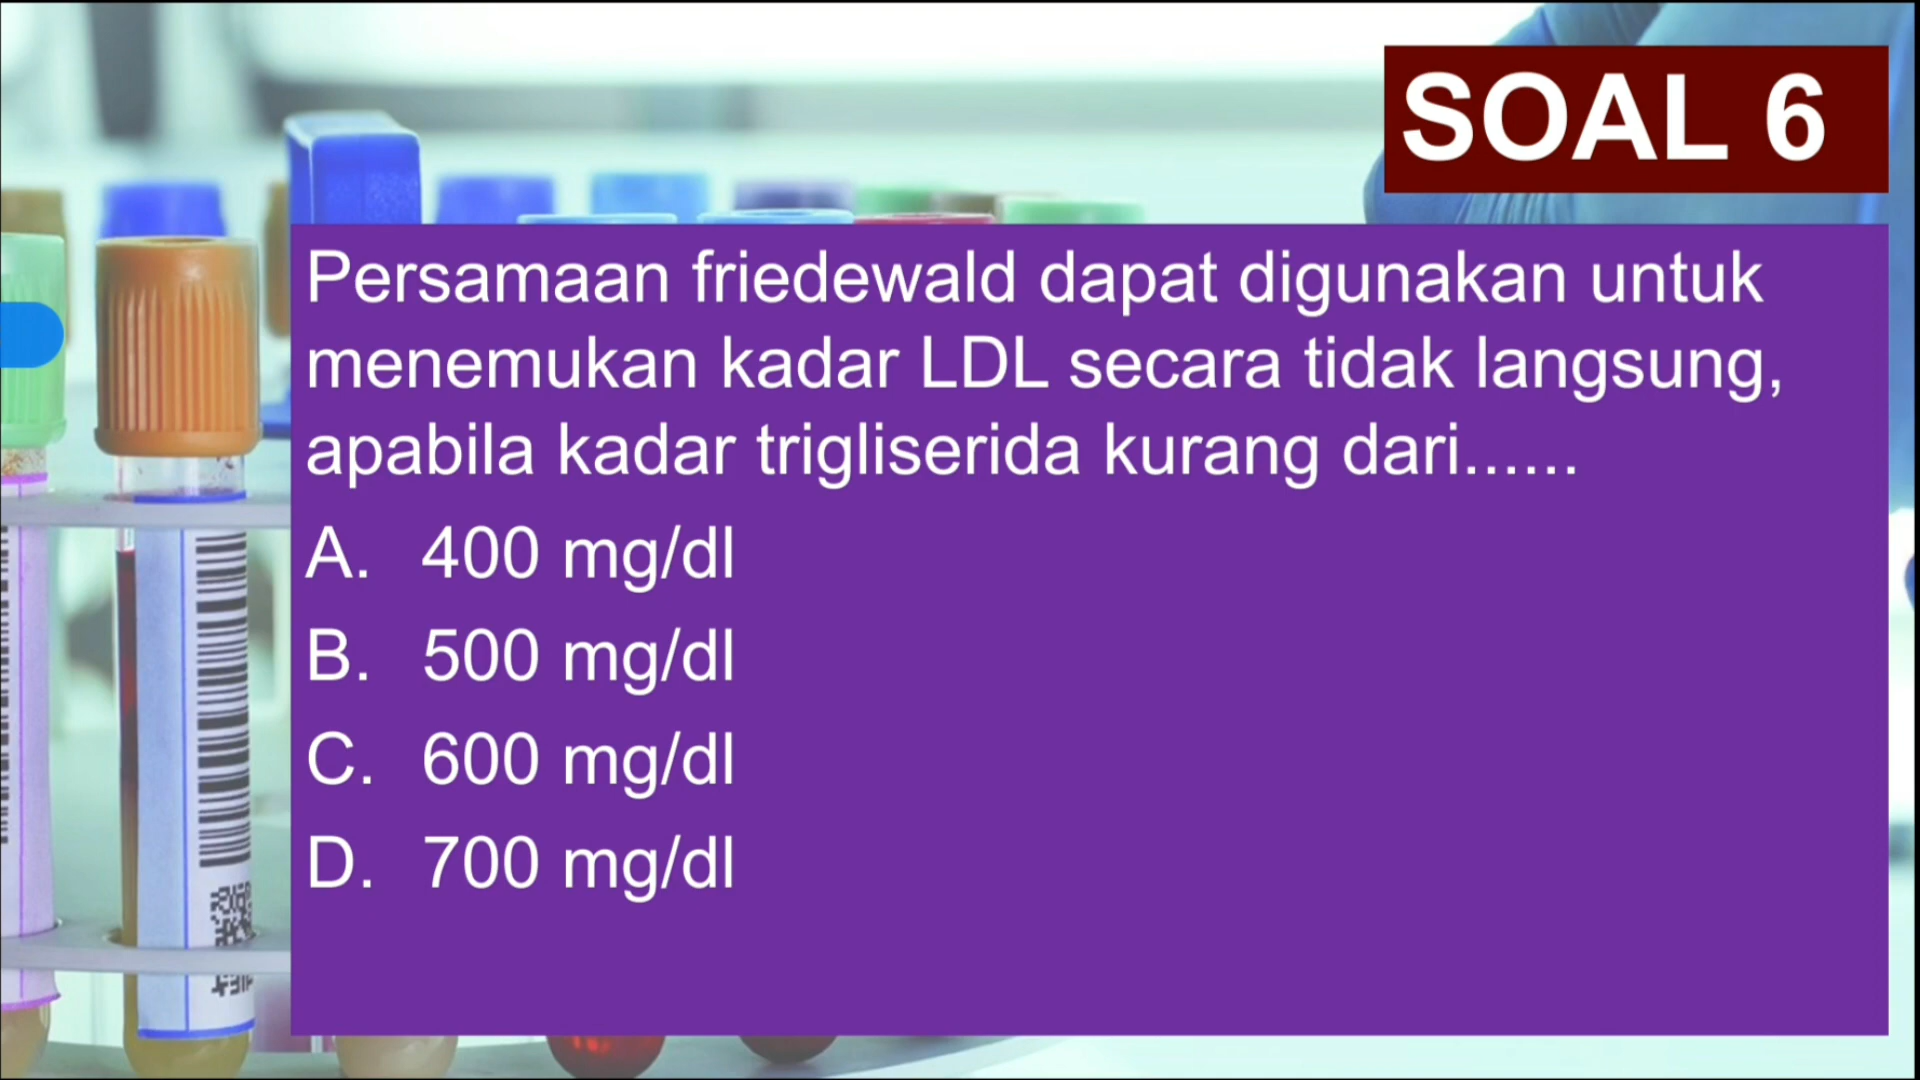 SOAL 6
Persamaan friedewald dapat digunakan untuk
menemukan kadar LDL secara tidak langsung,
apabila kadar trigliserida kurang dari......
A. 400 mg/dl
B. 500 mg/dl
C. 600 mg/dl
D. 700 mg/dl